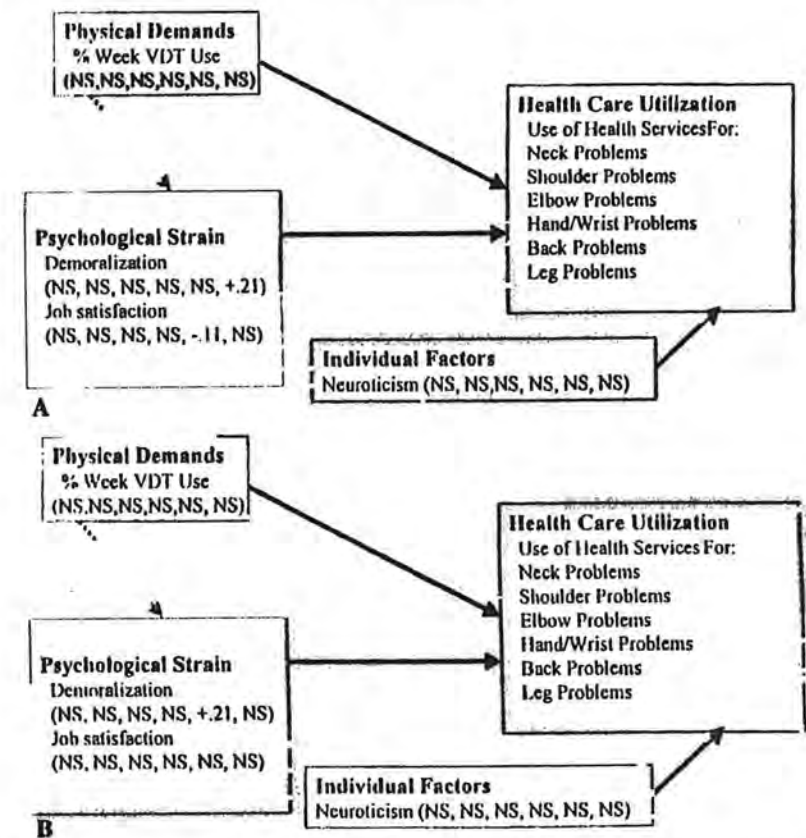 Physical Demands
% Week VDT Use
(NS,NS,NS,NS,NS, NS)
Health Care Utilization
Use of Health ServicesFor:
Neck Problems
Shoulder Problems
Elbow Problems
Hand/Wrist Problems
Back Problems
Leg Problems
Psychological Strain
Demoralization
(NS, NS, NS, NS, NS, +.21)
Job satisfaction
(NS, NS, NS, NS, -.11, NS)
Individual Factors
Neuroticism (NS, NS,NS, NS, NS, NS)
A
Physical Demands
% Week VDT Use
(NS,NS,NS,NS,NS, NS)
Health Care Utilization
Use of Health ServicesFor:
Neck Problems
Shoulder Problems
Elbow Problems
Hand/Wrist Problems
Back Problems
Leg Problems
Psychological Strain
Demoralization
(NS, NS, NS, NS, +.21, NS)
Job satisfaction
(NS, NS, NS, NS, NS, NS)
Individual Factors
Neuroticism (NS, NS, NS, NS, NS, NS)
B